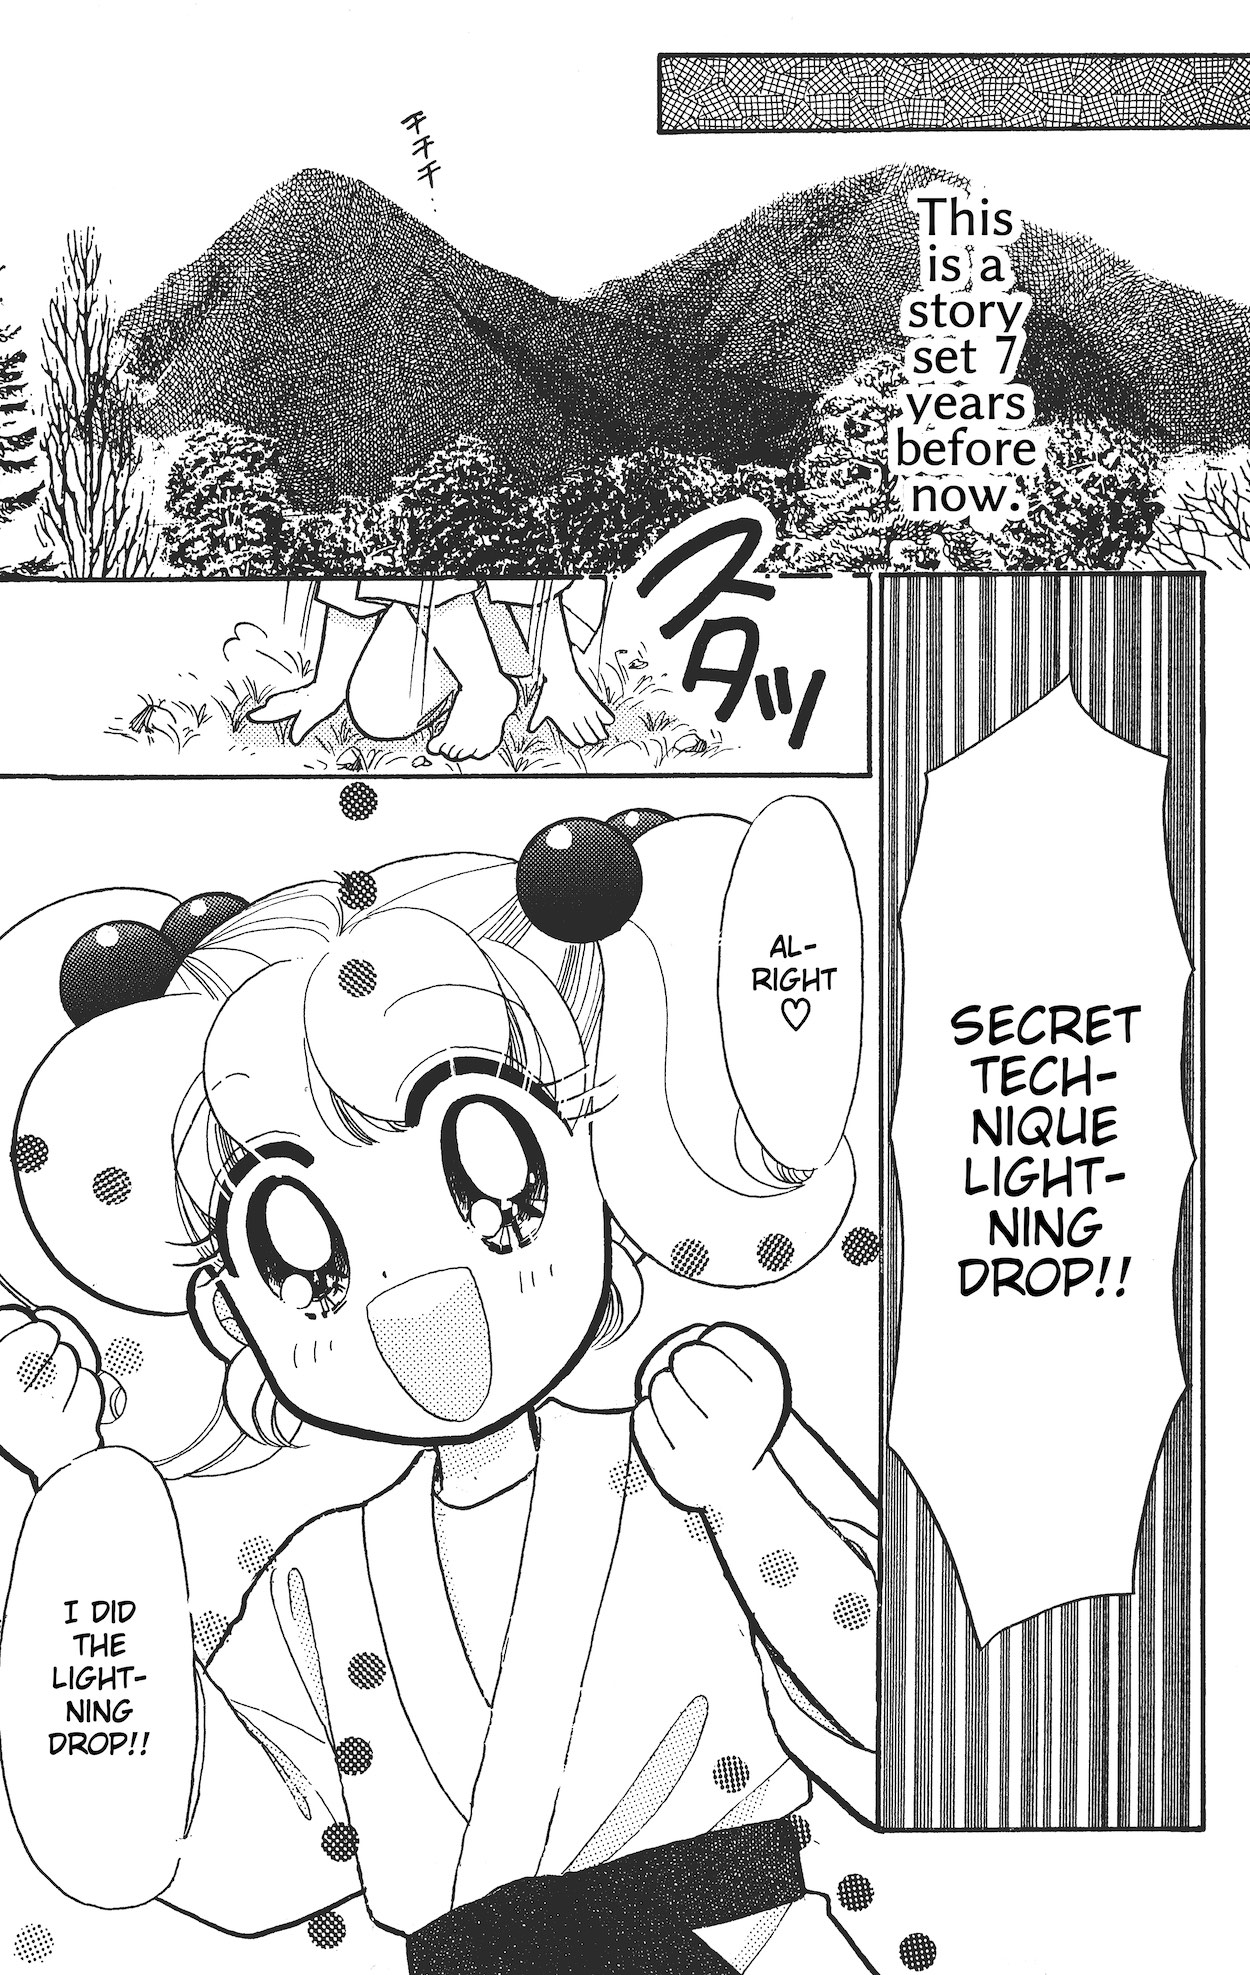 チチチ
This
is a
story
set 7
years
before
now.
SECRET
TECH-
NIQUE
LIGHT-
NING
DROP!!
スタッ
AL-
RIGHT
♡
I DID
THE
LIGHT-
NING
DROP!!